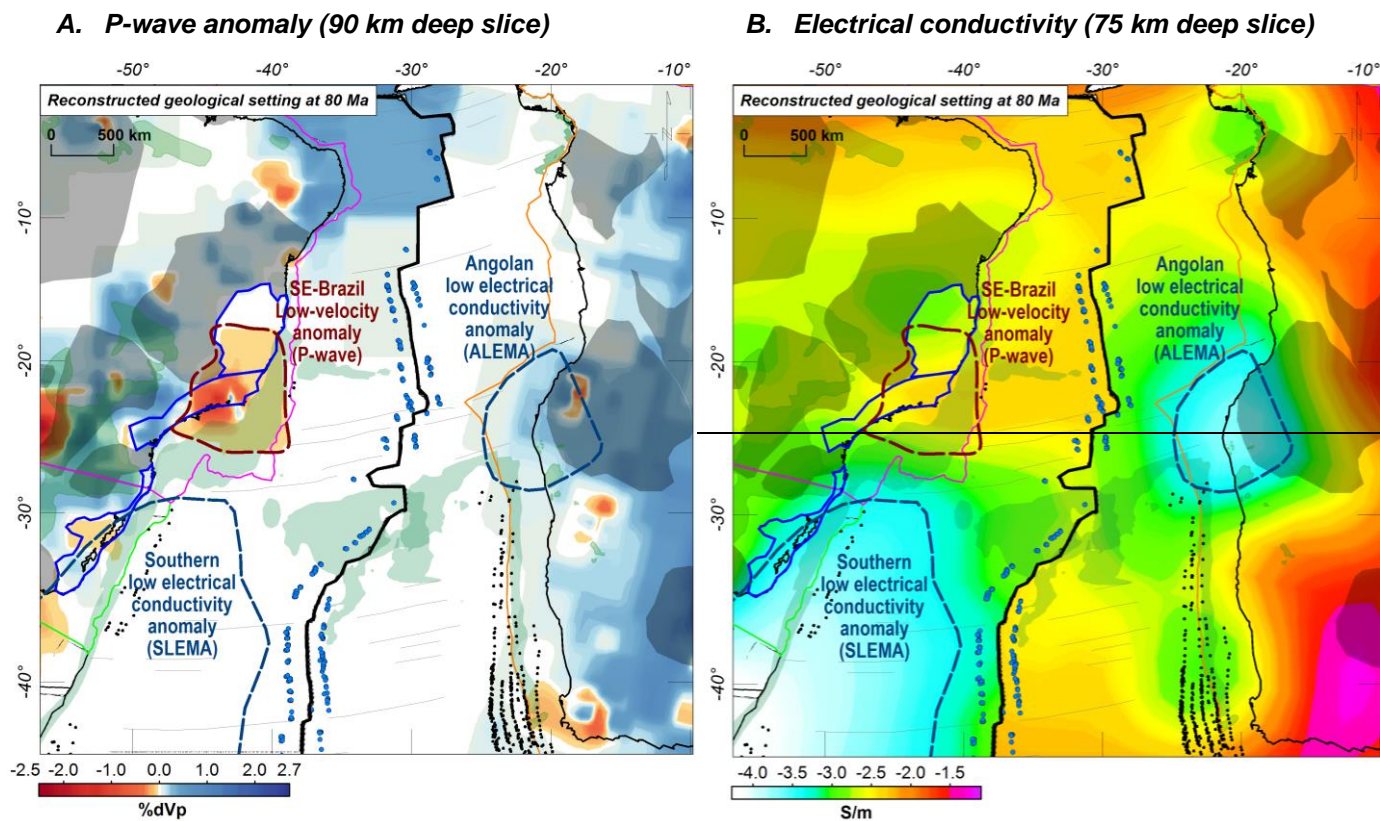 A. P-wave anomaly (90 km deep slice)
-50° -40° -30° -20° -10°
Reconstructed geological setting at 80 Ma
0 500 km
N
-10°
-20°
-30°
-40°
SE-Brazil
Low-velocity
anomaly
(P-wave)
Angolan
low electrical
conductivity
anomaly
(ALEMA)
Southern
low electrical
conductivity
anomaly
(SLEMA)
-2.5 -2.0 -1.0 0.0 1.0 2.0 2.7
%dVp
B. Electrical conductivity (75 km deep slice)
-50° -40° -30° -20° -10°
Reconstructed geological setting at 80 Ma
0 500 km
N
-10°
-20°
-30°
-40°
SE-Brazil
Low-velocity
anomaly
(P-wave)
Angolan
low electrical
conductivity
anomaly
(ALEMA)
Southern
low electrical
conductivity
anomaly
(SLEMA)
-4.0 -3.5 -3.0 -2.5 -2.0 -1.5
S/m